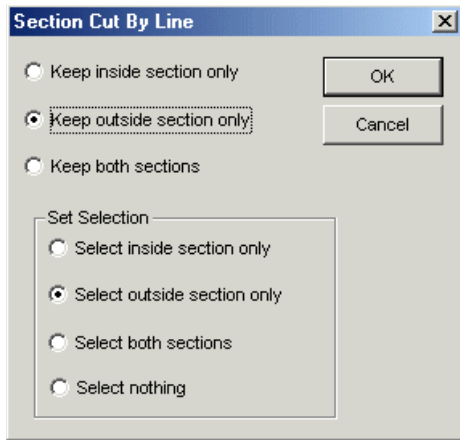 Section Cut By Line
Keep inside section only
OK
Keep outside section only
Cancel
Keep both sections
Set Selection
Select inside section only
Select outside section only
Select both sections
Select nothing